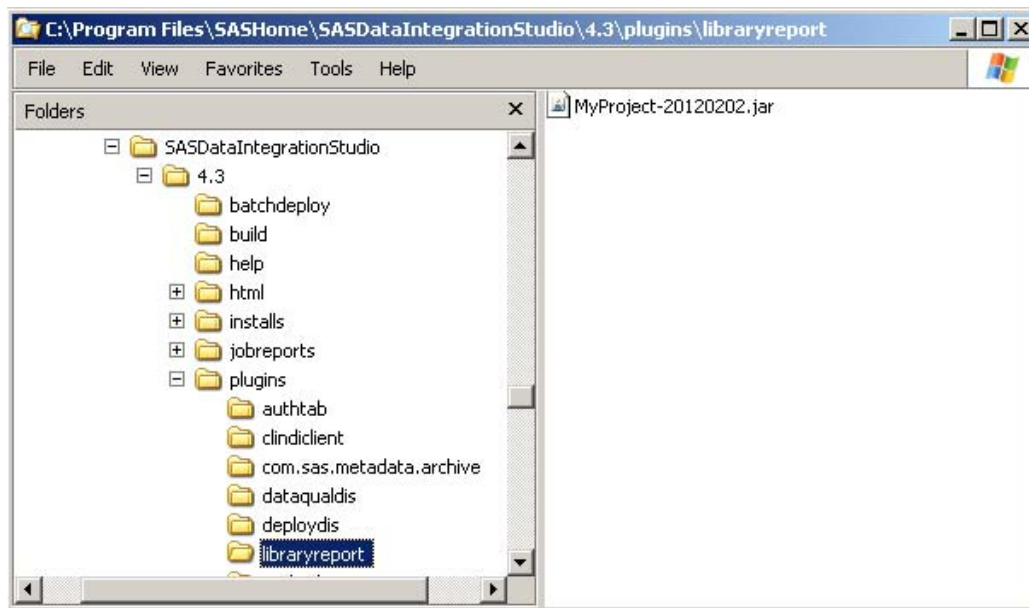 C:\Program Files\SASHome\SASDataIntegrationStudio\4.3\plugins\libraryreport
File Edit View Favorites Tools Help
Folders
MyProject-20120202.jar
SASDataIntegrationStudio
4.3
batchdeploy
build
help
html
installs
jobreports
plugins
authtab
clindiclient
com.sas.metadata.archive
dataqualdis
deploydis
libraryreport